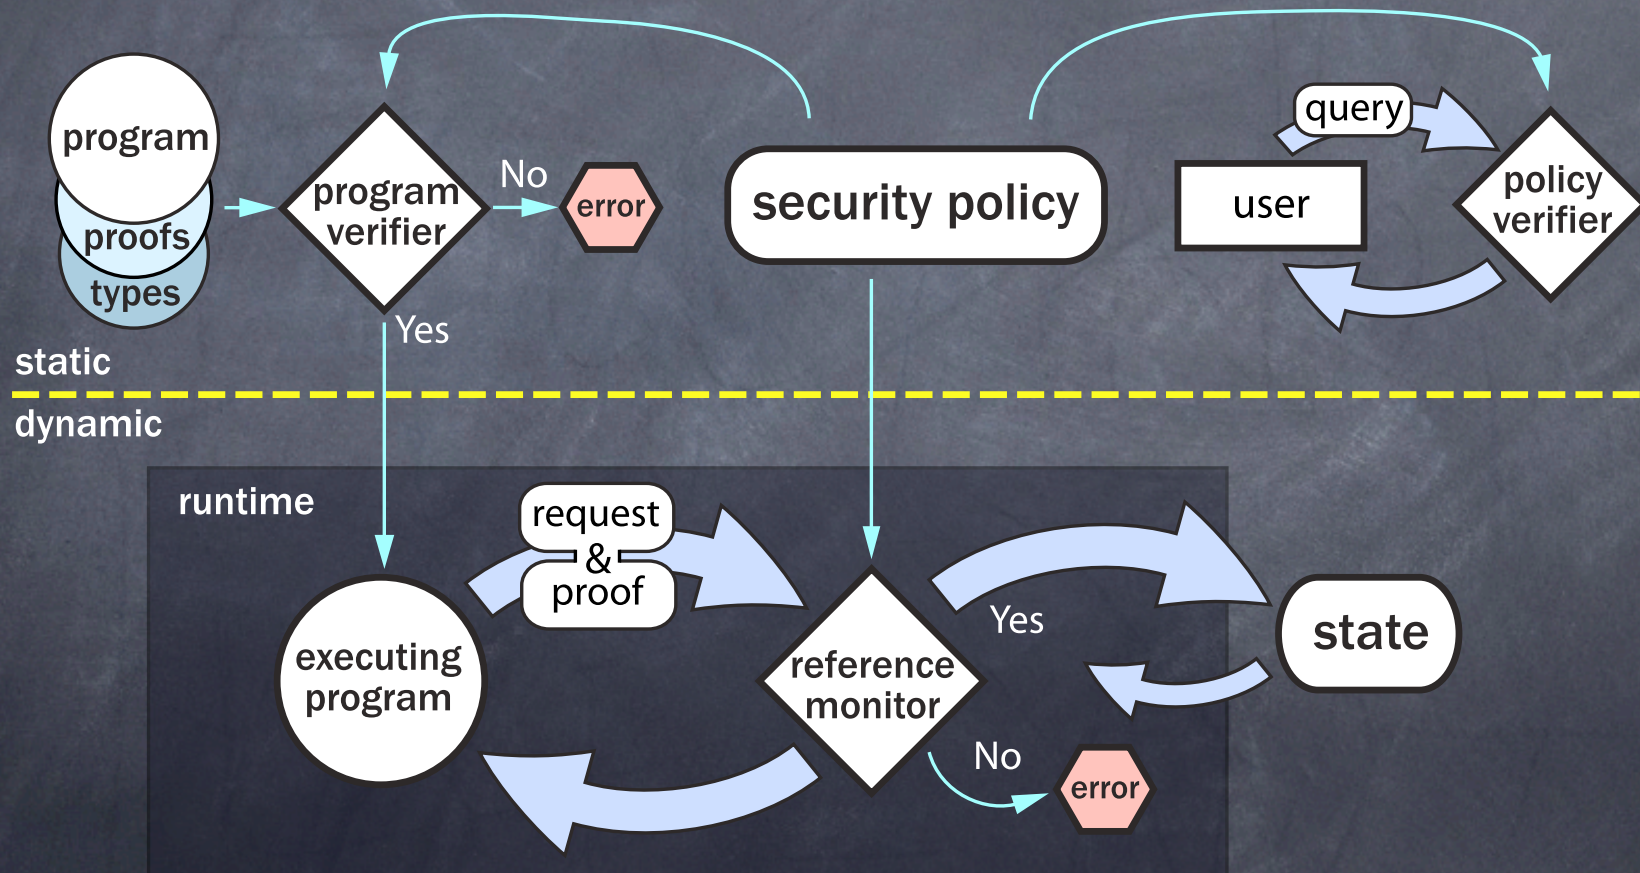 program
proofs
types
program
verifier
No
error
Yes
security policy
query
user
policy
verifier
static
dynamic
runtime
request
&
proof
executing
program
reference
monitor
Yes
No
error
state